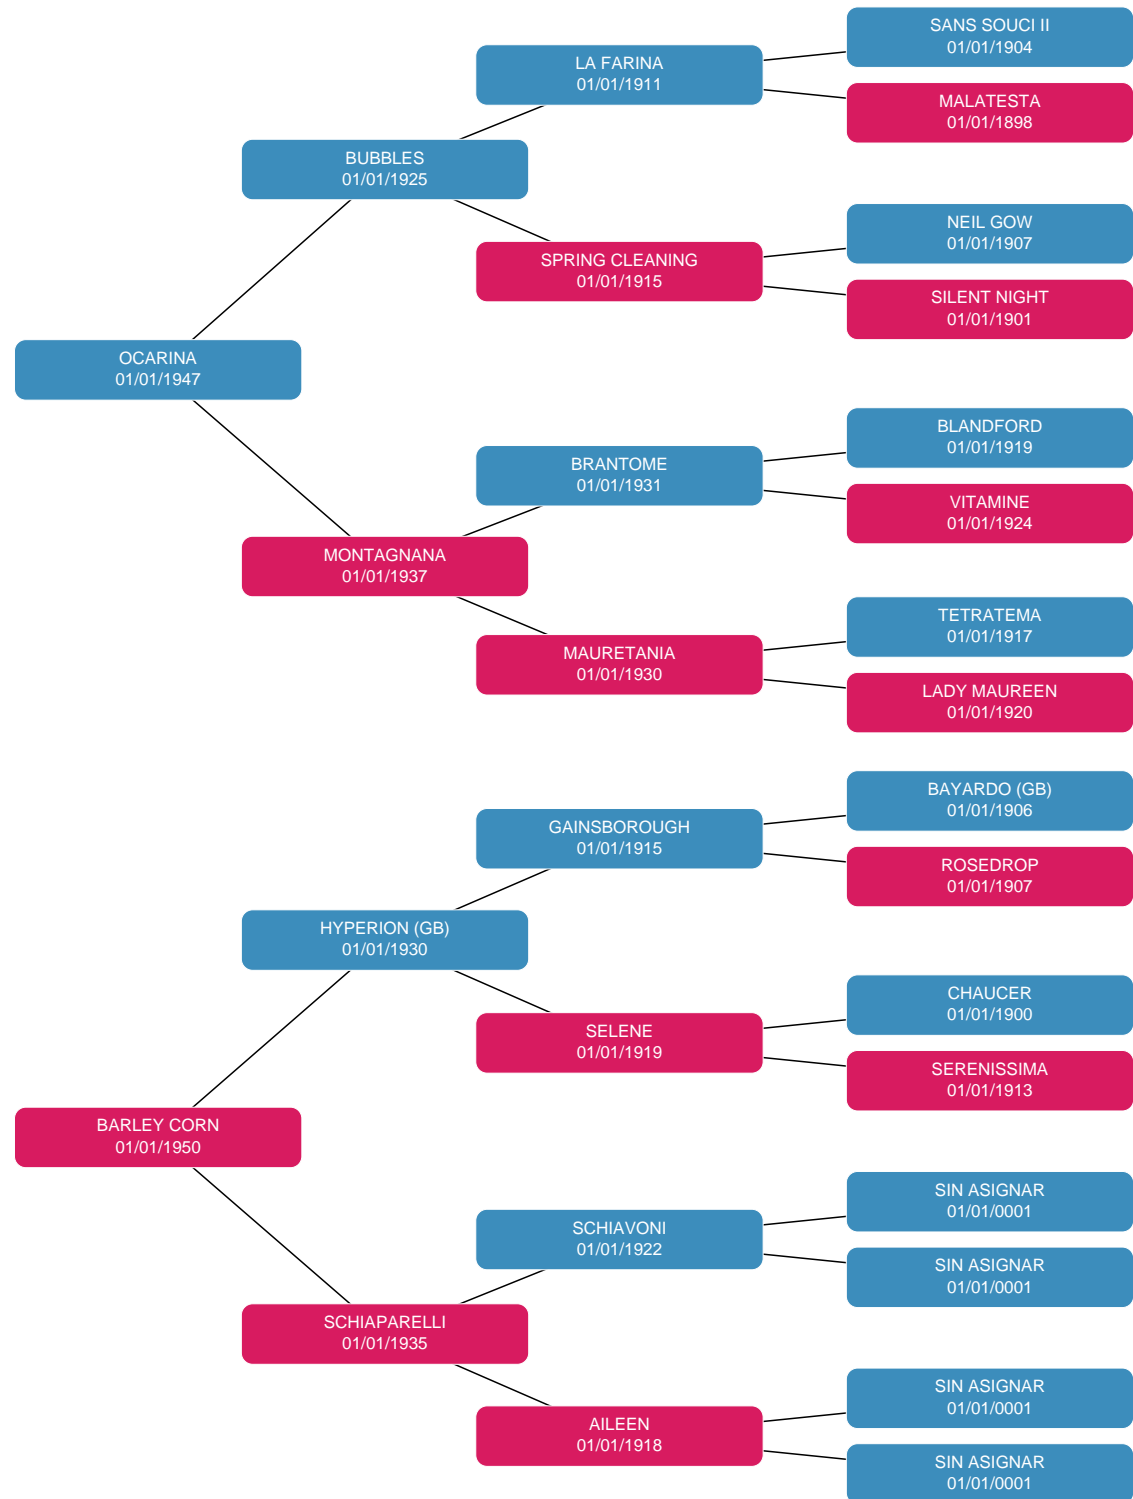 SANS SOUCI II
01/01/1904
LA FARINA
01/01/1911
MALATESTA
01/01/1898
BUBBLES
01/01/1925
NEIL GOW
01/01/1907
SPRING CLEANING
01/01/1915
SILENT NIGHT
01/01/1901
OCARINA
01/01/1947
BLANDFORD
01/01/1919
BRANTOME
01/01/1931
VITAMINE
01/01/1924
MONTAGNANA
01/01/1937
TETRATEMA
01/01/1917
MAURETANIA
01/01/1930
LADY MAUREEN
01/01/1920
BAYARDO (GB)
01/01/1906
GAINSBOROUGH
01/01/1915
ROSEDROP
01/01/1907
HYPERION (GB)
01/01/1930
CHAUCER
01/01/1900
SELENE
01/01/1919
SERENISSIMA
01/01/1913
BARLEY CORN
01/01/1950
SIN ASIGNAR
01/01/0001
SCHIAVONI
01/01/1922
SIN ASIGNAR
01/01/0001
SCHIAPARELLI
01/01/1935
SIN ASIGNAR
01/01/0001
AILEEN
01/01/1918
SIN ASIGNAR
01/01/0001